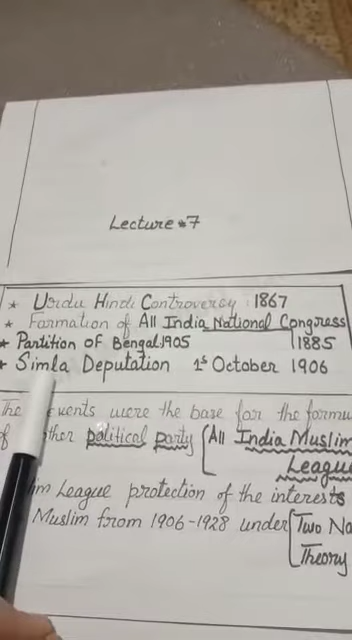 Lecture #7
* Urdu Hindi Controversy : 1867
* Formation of All India National Congress
1885
* Partition of Bengal 1905
* Simla Deputation 1st October 1906
The events were the base for the
of other political party All India Muslim
League
League protection of the interests
Muslim from 1906-1928 under Two
Theory